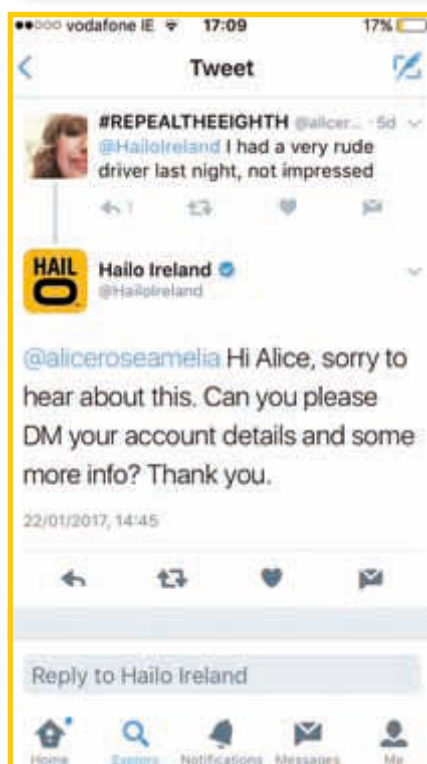 vodafone IE 17:09 17%
Tweet
#REPEALTHEEIGHTH @alicer... · 5d
@HailoIreland I had a very rude
driver last night, not impressed
1
HAIL
O
Hailo Ireland
@HailoIreland
@aliceroseamelia Hi Alice, sorry to
hear about this. Can you please
DM your account details and some
more info? Thank you.
22/01/2017, 14:45
Reply to Hailo Ireland
Home Explore Notifications Messages Me